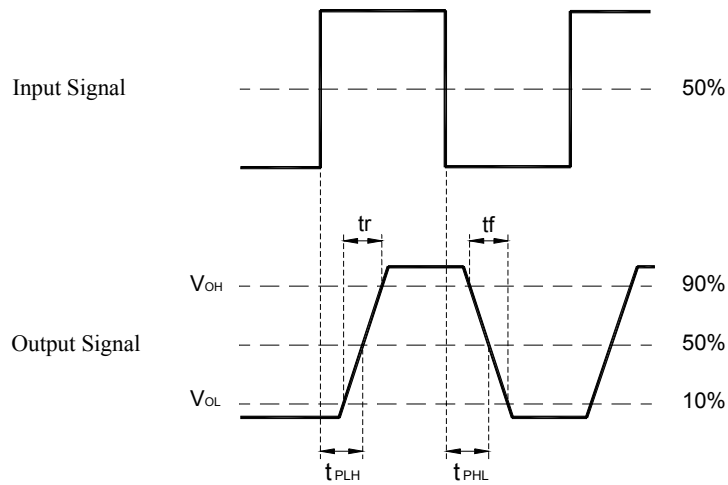 Input Signal 50%
tr tf
VOH 90%
Output Signal 50%
VOL 10%
tPLH tPHL